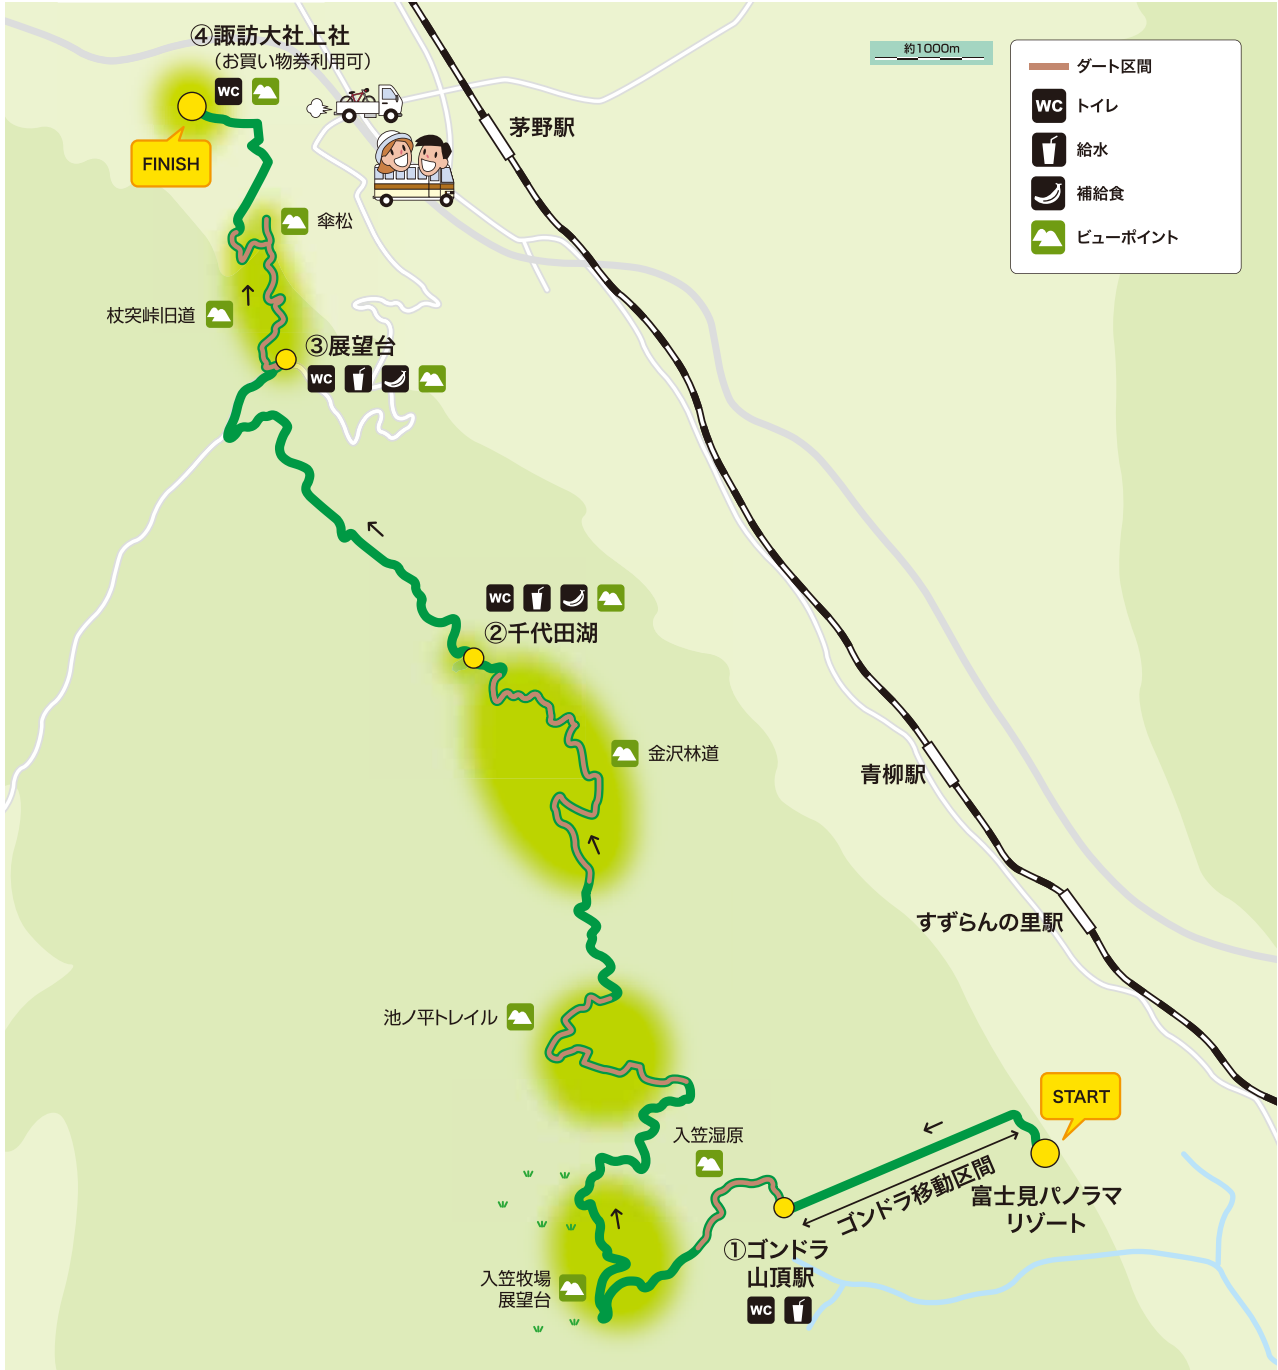 ④諏訪大社上社
（お買い物券利用可）
WC
FINISH
茅野駅
約1000m
ダート区間
WC トイレ
給水
補給食
ビューポイント
傘松
杖突峠旧道
③展望台
WC
WC
②千代田湖
金沢林道
青柳駅
すずらんの里駅
池ノ平トレイル
START
入笠湿原
ゴンドラ移動区間
富士見パノラマ
リゾート
①ゴンドラ
山頂駅
WC
入笠牧場
展望台